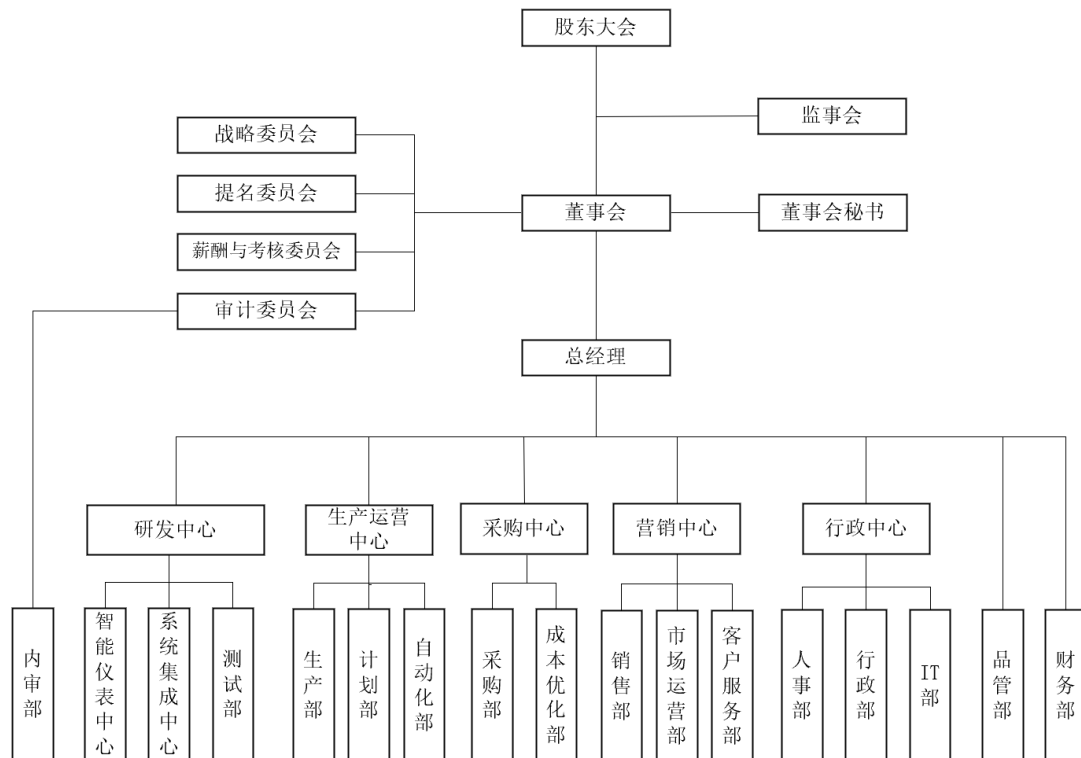 股东大会
监事会
战略委员会
提名委员会
董事会
董事会秘书
薪酬与考核委员会
审计委员会
总经理
研发中心
生产运营
中心
采购中心
营销中心
行政中心
内审部
智能仪表中心
系统集成中心
测试部
生产部
计划部
自动化部
采购部
成本优化部
销售部
市场运营部
客户服务部
人事部
行政部
IT部
品管部
财务部